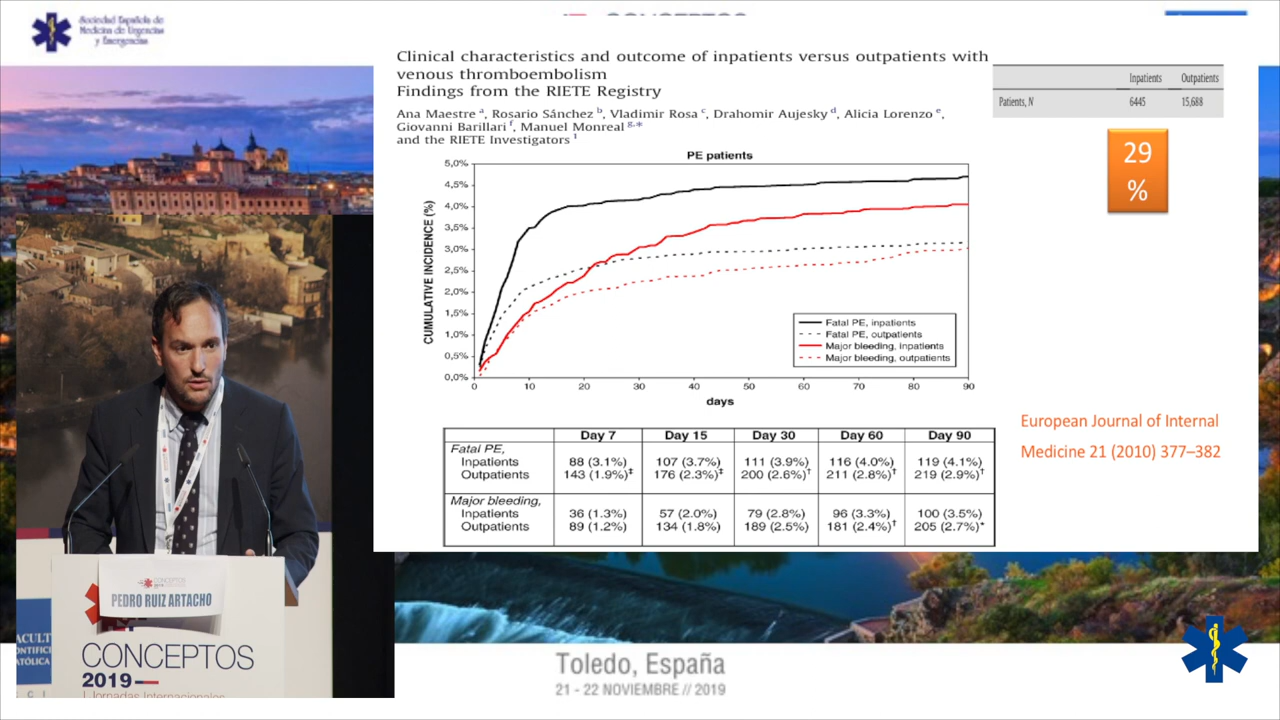 Sociedad Española de
Medicina de Urgencias
y Emergencias
CONCEPTOS
Clinical characteristics and outcome of inpatients versus outpatients with
venous thromboembolism
Findings from the RIETE Registry
Ana Maestre a, Rosario Sánchez b, Vladimir Rosa c, Drahomir Aujesky d, Alicia Lorenzo e,
Giovanni Barillari f, Manuel Monreal g,*
and the RIETE Investigators 1
Inpatients Outpatients
Patients, N 6445 15,688
29
%
PE patients
CUMULATIVE INCIDENCE (%)
5,0%
4,5%
4,0%
3,5%
3,0%
2,5%
2,0%
1,5%
1,0%
0,5%
0,0%
0 10 20 30 40 50 60 70 80 90
days
Fatal PE, inpatients
Fatal PE, outpatients
Major bleeding, inpatients
Major bleeding, outpatients
Day 7 Day 15 Day 30 Day 60 Day 90
Fatal PE,
Inpatients 88 (3.1%) 107 (3.7%) 111 (3.9%) 116 (4.0%) 119 (4.1%)
Outpatients 143 (1.9%)‡ 176 (2.3%)‡ 200 (2.6%)† 211 (2.8%)† 219 (2.9%)†
Major bleeding,
Inpatients 36 (1.3%) 57 (2.0%) 79 (2.8%) 96 (3.3%) 100 (3.5%)
Outpatients 89 (1.2%) 134 (1.8%) 189 (2.5%) 181 (2.4%)† 205 (2.7%)*
European Journal of Internal
Medicine 21 (2010) 377–382
CONCEPTOS
PEDRO RUIZ ARTACHO
CONCEPTOS
2019
I Jornadas Internacionales
ACULT
ONTIFICI
ATÓLICA
Toledo, España
21 - 22 NOVIEMBRE // 2019